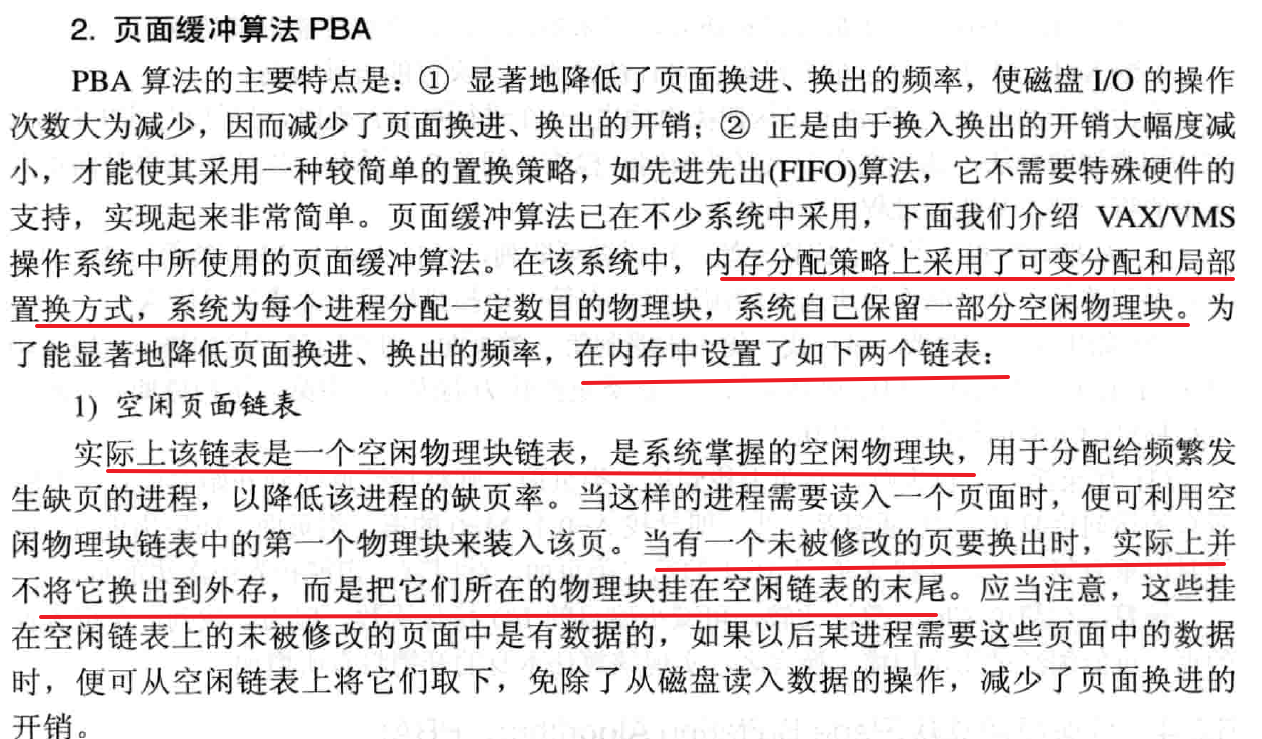 2. 页面缓冲算法 PBA
PBA 算法的主要特点是：① 显著地降低了页面换进、换出的频率，使磁盘 I/O 的操作
次数大为减少，因而减少了页面换进、换出的开销；② 正是由于换入换出的开销大幅度减
小，才能使其采用一种较简单的置换策略，如先进先出(FIFO)算法，它不需要特殊硬件的
支持，实现起来非常简单。页面缓冲算法已在不少系统中采用，下面我们介绍 VAX/VMS
操作系统中所使用的页面缓冲算法。在该系统中，内存分配策略上采用了可变分配和局部
置换方式，系统为每个进程分配一定数目的物理块，系统自己保留一部分空闲物理块。为
了能显著地降低页面换进、换出的频率，在内存中设置了如下两个链表：
1) 空闲页面链表
实际上该链表是一个空闲物理块链表，是系统掌握的空闲物理块，用于分配给频繁发
生缺页的进程，以降低该进程的缺页率。当这样的进程需要读入一个页面时，便可利用空
闲物理块链表中的第一个物理块来装入该页。当有一个未被修改的页要换出时，实际上并
不将它换出到外存，而是把它们所在的物理块挂在空闲链表的末尾。应当注意，这些挂
在空闲链表上的未被修改的页面中是有数据的，如果以后某进程需要这些页面中的数据
时，便可从空闲链表上将它们取下，免除了从磁盘读入数据的操作，减少了页面换进的
开销。